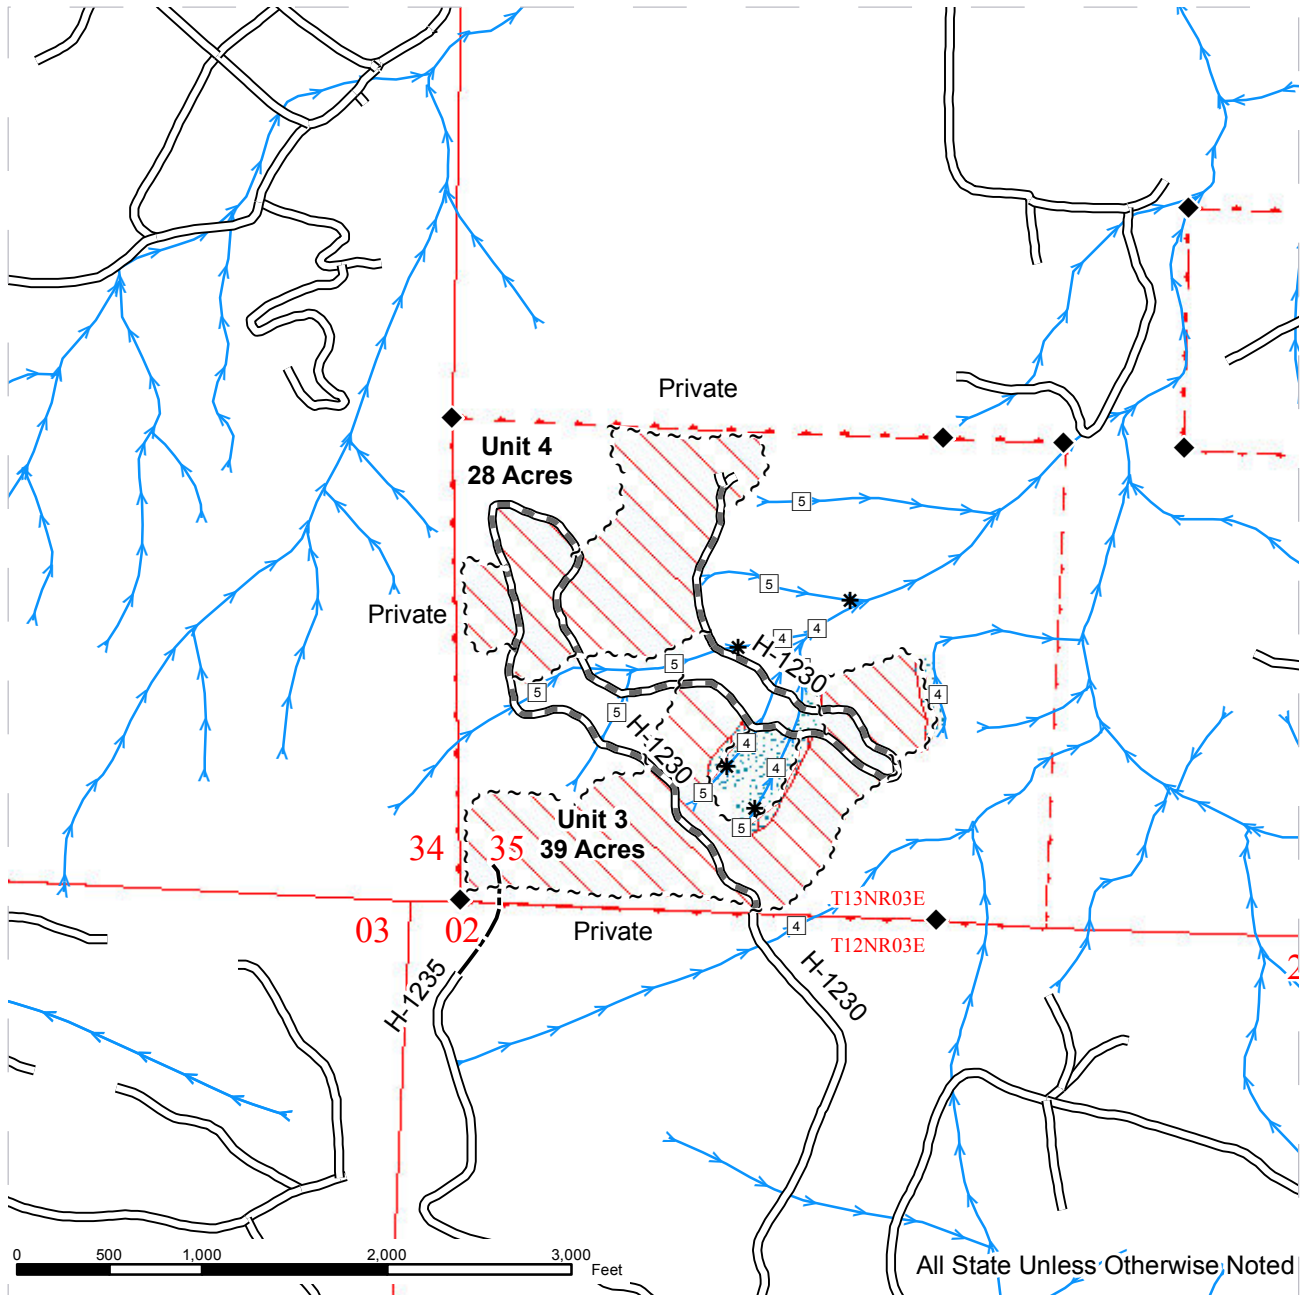 Private
Unit 4
28 Acres
5
5
Private
4
4
5
H-1230
5
4
5
H-1230
4
4
5
Unit 3
39 Acres
5
34
35
T13NR03E
03
02
Private
4
T12NR03E
2
H-1235
H-1230
0
500
1,000
2,000
3,000
Feet
All State Unless Otherwise Noted